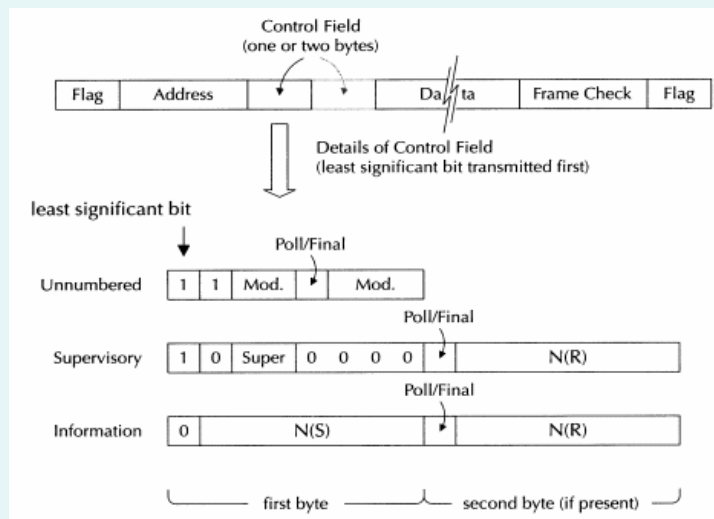 Control Field
(one or two bytes)
Flag Address Da ta Frame Check Flag
Details of Control Field
(least significant bit transmitted first)
least significant bit
Poll/Final
Unnumbered 1 1 Mod. Mod.
Poll/Final
Supervisory 1 0 Super 0 0 0 0 N(R)
Poll/Final
Information 0 N(S) N(R)
first byte second byte (if present)